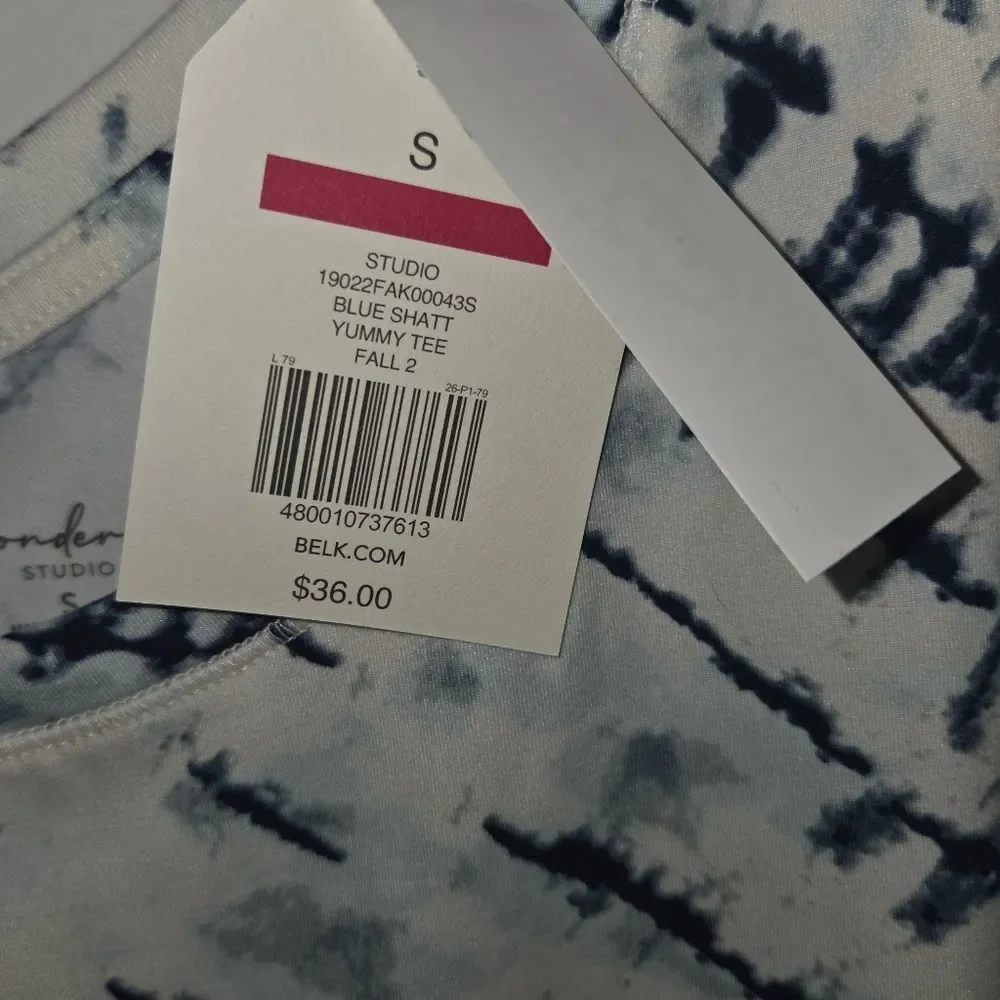 S
STUDIO
19022FAK00043S
BLUE SHATT
YUMMY TEE
FALL 2
L 79
26-P1-79
480010737613
BELK.COM
$36.00
STUDIO
S